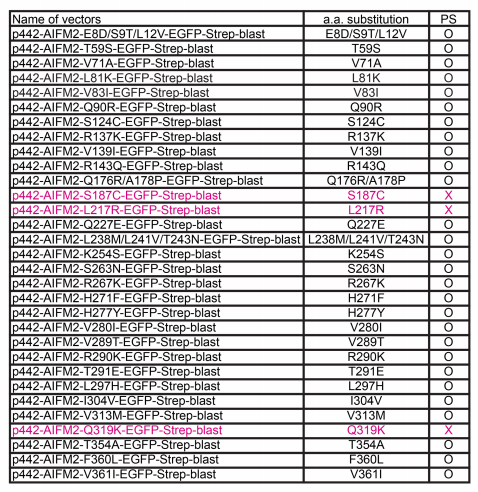 Name of vectors a.a. substitution PS
p442-AIFM2-E8D/S9T/L12V-EGFP-Strep-blast E8D/S9T/L12V O
p442-AIFM2-T59S-EGFP-Strep-blast T59S O
p442-AIFM2-V71A-EGFP-Strep-blast V71A O
p442-AIFM2-L81K-EGFP-Strep-blast L81K O
p442-AIFM2-V83I-EGFP-Strep-blast V83I O
p442-AIFM2-Q90R-EGFP-Strep-blast Q90R O
p442-AIFM2-S124C-EGFP-Strep-blast S124C O
p442-AIFM2-R137K-EGFP-Strep-blast R137K O
p442-AIFM2-V139I-EGFP-Strep-blast V139I O
p442-AIFM2-R143Q-EGFP-Strep-blast R143Q O
p442-AIFM2-Q176R/A178P-EGFP-Strep-blast Q176R/A178P O
p442-AIFM2-S187C-EGFP-Strep-blast S187C X
p442-AIFM2-L217R-EGFP-Strep-blast L217R X
p442-AIFM2-Q227E-EGFP-Strep-blast Q227E O
p442-AIFM2-L238M/L241V/T243N-EGFP-Strep-blast L238M/L241V/T243N O
p442-AIFM2-K254S-EGFP-Strep-blast K254S O
p442-AIFM2-S263N-EGFP-Strep-blast S263N O
p442-AIFM2-R267K-EGFP-Strep-blast R267K O
p442-AIFM2-H271F-EGFP-Strep-blast H271F O
p442-AIFM2-H277Y-EGFP-Strep-blast H277Y O
p442-AIFM2-V280I-EGFP-Strep-blast V280I O
p442-AIFM2-V289T-EGFP-Strep-blast V289T O
p442-AIFM2-R290K-EGFP-Strep-blast R290K O
p442-AIFM2-T291E-EGFP-Strep-blast T291E O
p442-AIFM2-L297H-EGFP-Strep-blast L297H O
p442-AIFM2-I304V-EGFP-Strep-blast I304V O
p442-AIFM2-V313M-EGFP-Strep-blast V313M O
p442-AIFM2-Q319K-EGFP-Strep-blast Q319K X
p442-AIFM2-T354A-EGFP-Strep-blast T354A O
p442-AIFM2-F360L-EGFP-Strep-blast F360L O
p442-AIFM2-V361I-EGFP-Strep-blast V361I O